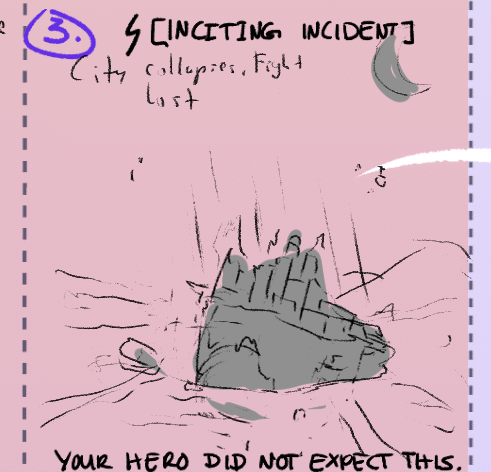 3.
[INCITING INCIDENT]
City collapses. Fight
lost
YOUR HERO DID NOT EXPECT THIS.